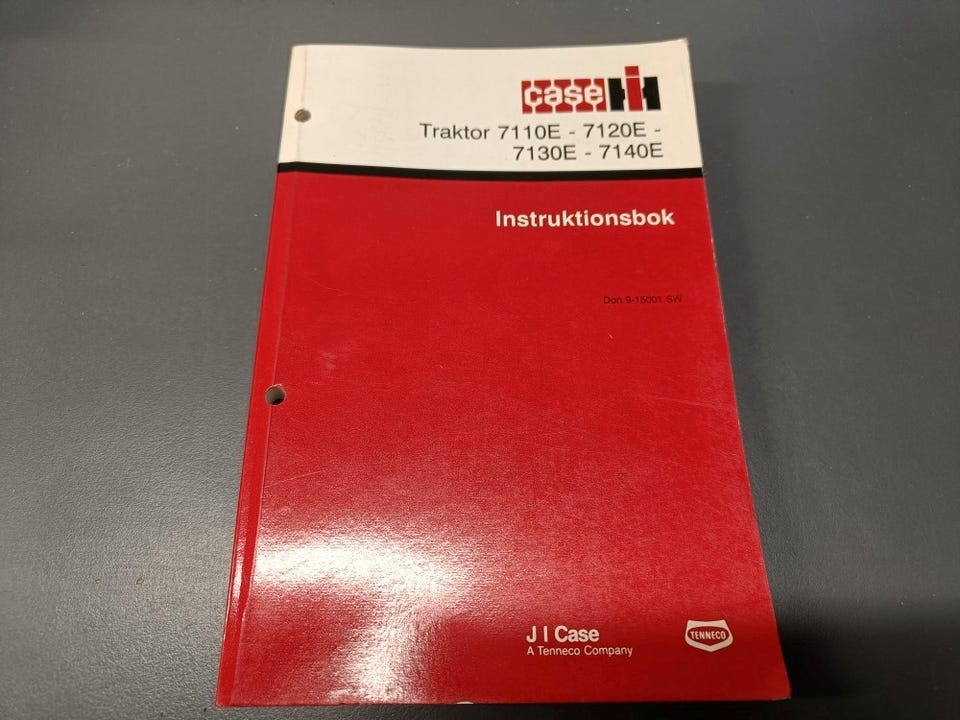 case IH
Traktor 7110E - 7120E -
7130E - 7140E
Instruktionsbok
Don 9-15001 SW
J I Case
A Tenneco Company
TENNECO